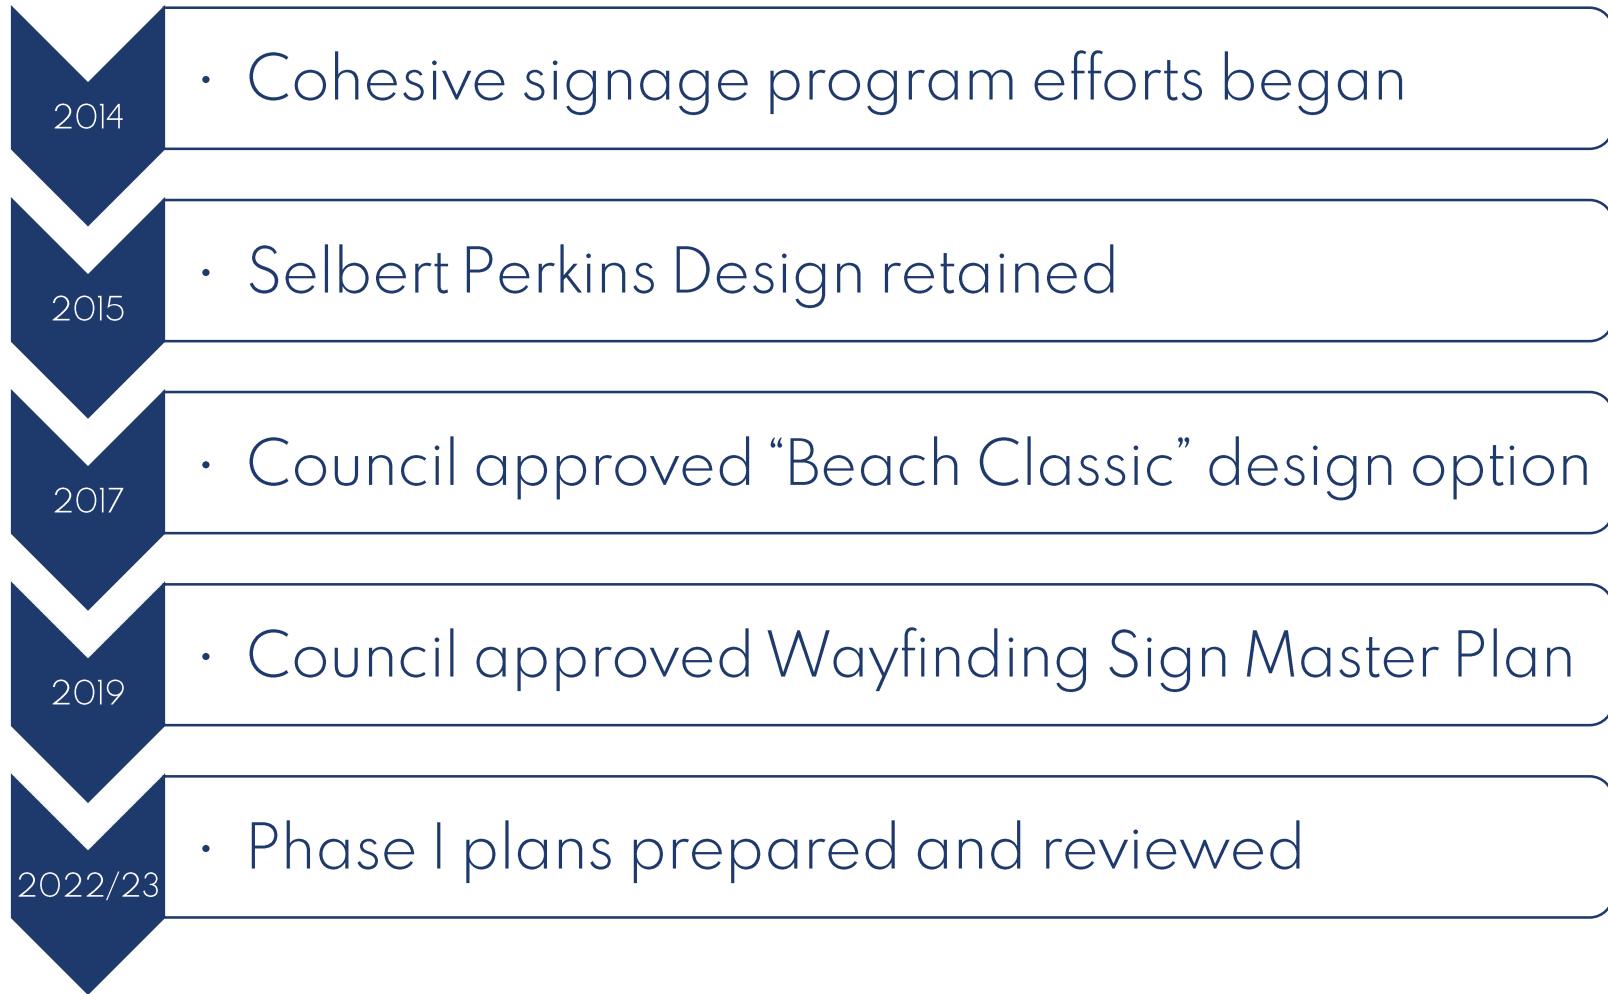 2014
· Cohesive signage program efforts began
2015
· Selbert Perkins Design retained
2017
· Council approved “Beach Classic” design option
2019
· Council approved Wayfinding Sign Master Plan
2022/23
· Phase I plans prepared and reviewed